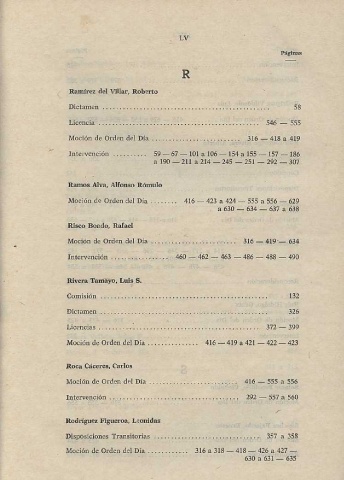 LV
Páginas
R
Ramírez del Villar, Roberto
Dictamen ........................................ 58
Licencia ........................................ 546 — 555
Moción de Orden del Día ........................ 316 — 418 a 419
Intervención .......... 59 — 67 — 101 a 106 — 154 a 155 — 157 — 186
a 190 — 211 a 214 — 245 — 251 — 292 — 307
Ramos Alva, Alfonso Rómulo
Moción de Orden del Día ........ 416 — 423 a 424 — 555 a 556 — 629
a 630 — 634 — 637 a 638
Risco Bordo, Rafael
Moción de Orden del Día ........................ 316 — 419 — 634
Intervención ................ 460 — 462 — 463 — 486 — 488 — 490
Rivera Tamayo, Luis S.
Comisión ........................................ 132
Dictamen ........................................ 326
Licencias ........................................ 372 — 390
Moción de Orden del Día ............ 416 — 419 a 421 — 422 — 423
Roca Cáceres, Carlos
Moción de Orden del Día ........................ 416 — 555 a 556
Intervención .................................... 292 — 557 a 560
Rodríguez Figueroa, Leonidas
Disposiciones Transitorias ........................ 357 a 358
Moción de Orden del Día .......... 316 a 318 — 418 — 426 a 427 —
630 a 631 — 635